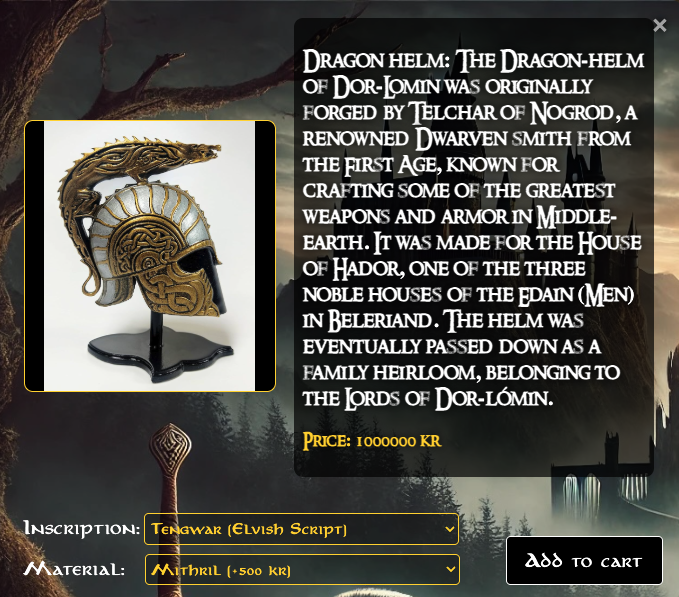 ×
Dragon helm: The Dragon-helm
of Dor-Lomin was originally
forged by Telchar of Nogrod, a
renowned Dwarven smith from
the First Age, known for
crafting some of the greatest
weapons and armor in Middle-
earth. It was made for the House
of Hador, one of the three
noble houses of the Edain (Men)
in Beleriand. The helm was
eventually passed down as a
family heirloom, belonging to
the Lords of Dor-lómin.
Price: 1000000 kr
Inscription: Tengwar (Elvish Script)
Material: Mithril (+500 kr)
Add to cart